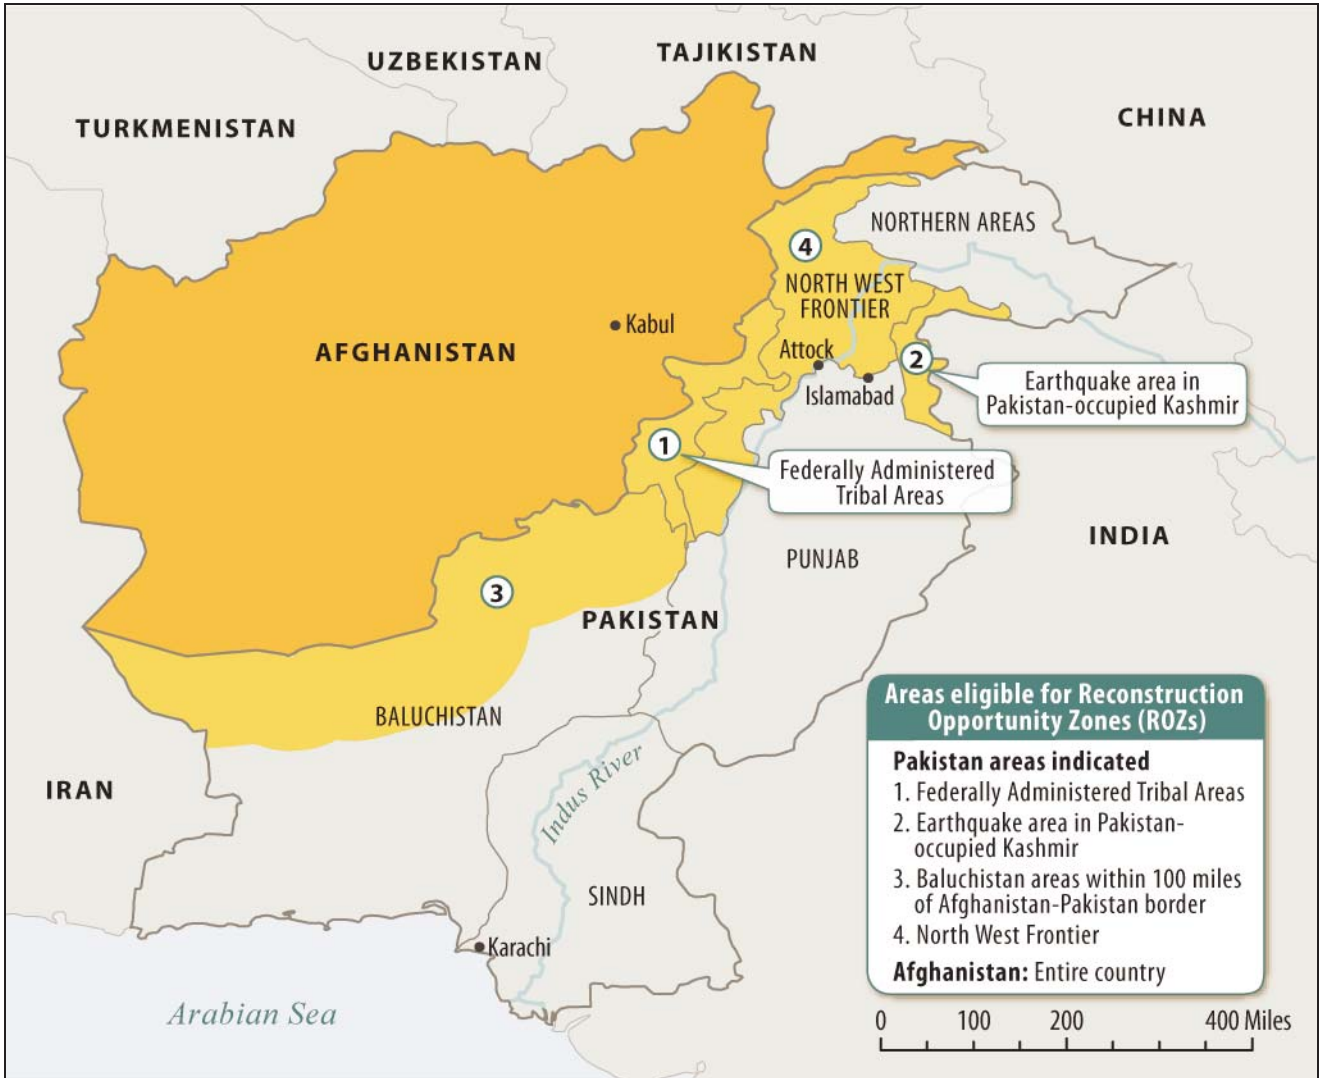 UZBEKISTAN
TAJIKISTAN
CHINA
TURKMENISTAN
NORTHERN AREAS
4
NORTH WEST
FRONTIER
Kabul
AFGHANISTAN
Attock
2
Islamabad
Earthquake area in
Pakistan-occupied Kashmir
1
Federally Administered
Tribal Areas
INDIA
PUNJAB
3
PAKISTAN
BALUCHISTAN
IRAN
Indus River
SINDH
Karachi
Arabian Sea
Areas eligible for Reconstruction
Opportunity Zones (ROZs)
Pakistan areas indicated
1. Federally Administered Tribal Areas
2. Earthquake area in Pakistan-
occupied Kashmir
3. Baluchistan areas within 100 miles
of Afghanistan-Pakistan border
4. North West Frontier
Afghanistan: Entire country
0 100 200 400 Miles